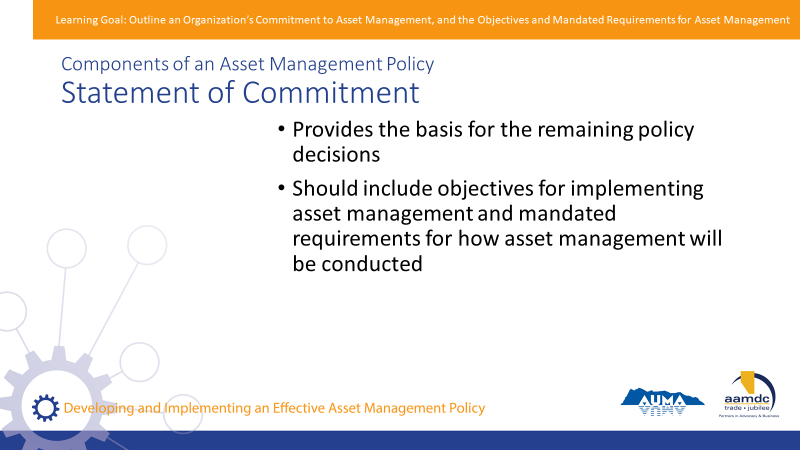 Learning Goal: Outline an Organization's Commitment to Asset Management, and the Objectives and Mandated Requirements for Asset Management
Components of an Asset Management Policy
Statement of Commitment
• Provides the basis for the remaining policy
decisions
• Should include objectives for implementing
asset management and mandated
requirements for how asset management will
be conducted
Developing and Implementing an Effective Asset Management Policy
AUMA
aamdc
trade • jubilee
Partners in Advocacy & Business